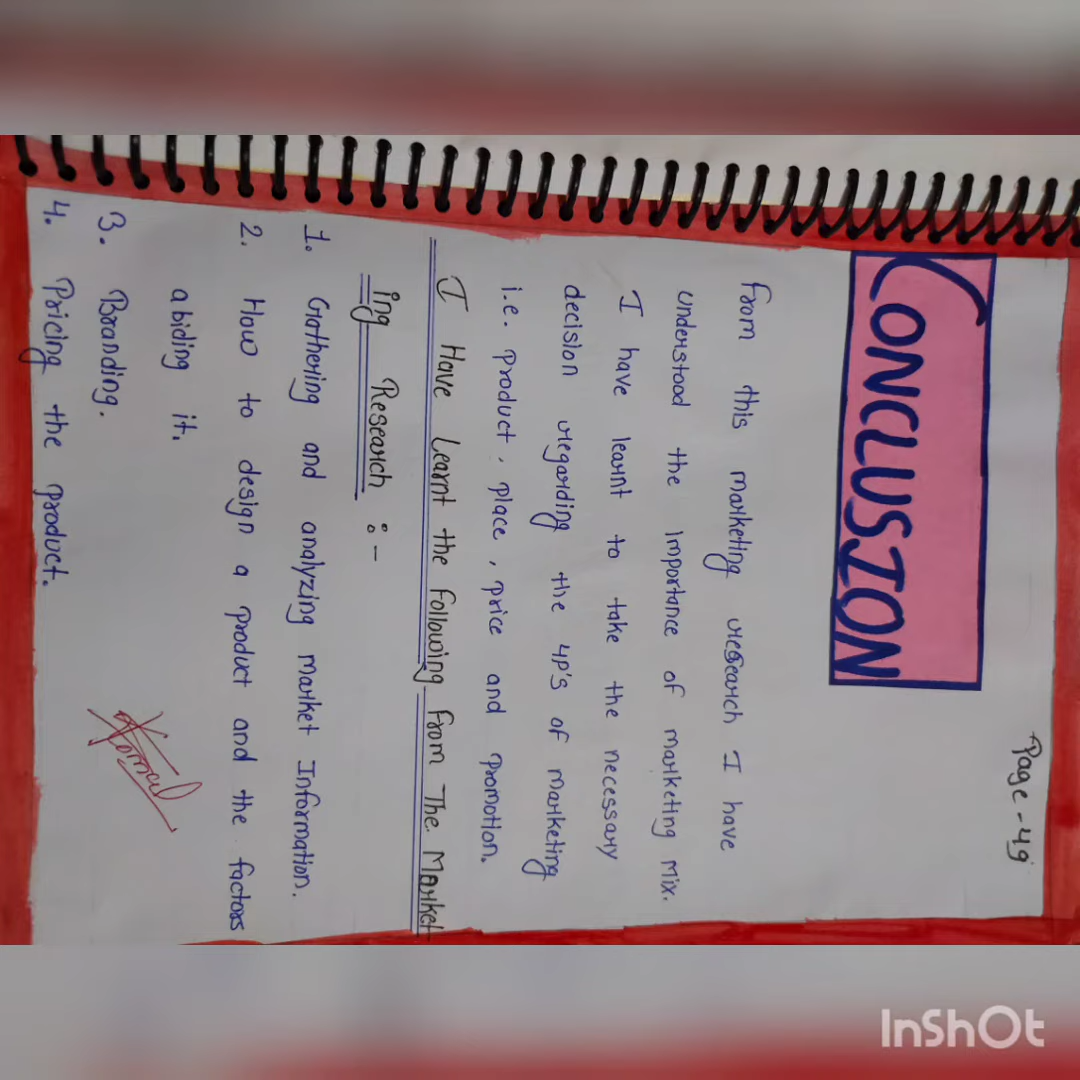 Page - 49
CONCLUSION
from this marketing research I have
understood the importance of marketing mix.
I have learnt to take the necessary
decision regarding the 4P's of marketing
i.e. product, place, price and promotion.
I Have Learnt the following from The Market
ing Research :-
1. Gathering and analyzing market Information.
2. How to design a product and the factors
abiding it.
3. Branding.
4. Pricing the product.
InShOt